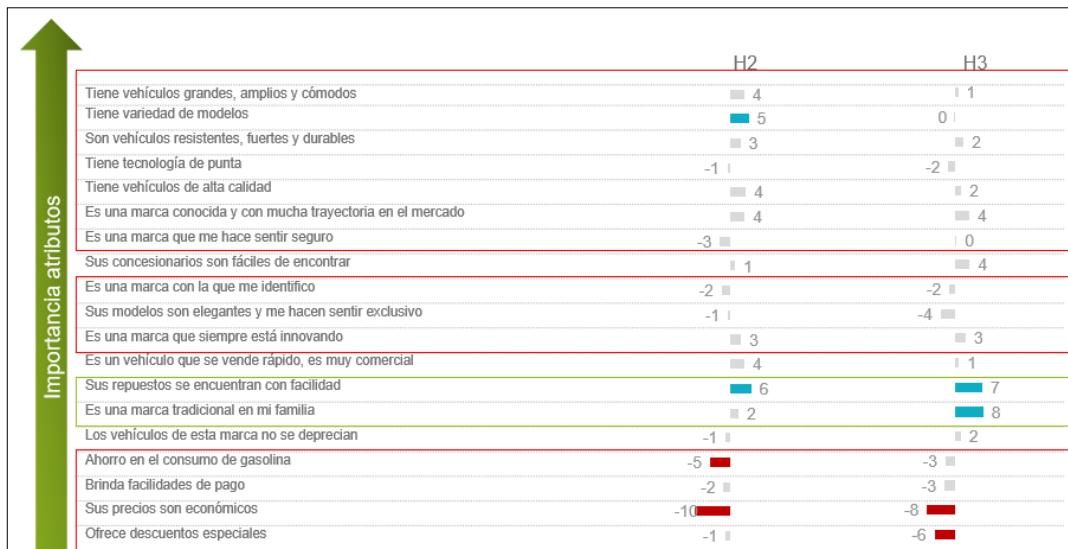 H2 H3
Tiene vehículos grandes, amplios y cómodos 4 1
Tiene variedad de modelos 5 0
Son vehículos resistentes, fuertes y durables 3 2
Tiene tecnología de punta -1 -2
Tiene vehículos de alta calidad 4 2
Es una marca conocida y con mucha trayectoria en el mercado 4 4
Es una marca que me hace sentir seguro -3 0
Sus concesionarios son fáciles de encontrar 1 4
Es una marca con la que me identifico -2 -2
Sus modelos son elegantes y me hacen sentir exclusivo -1 -4
Es una marca que siempre está innovando 3 3
Es un vehículo que se vende rápido, es muy comercial 4 1
Sus repuestos se encuentran con facilidad 6 7
Es una marca tradicional en mi familia 2 8
Los vehículos de esta marca no se deprecian -1 2
Ahorro en el consumo de gasolina -5 -3
Brinda facilidades de pago -2 -3
Sus precios son económicos -10 -8
Ofrece descuentos especiales -1 -6
Importancia atributos